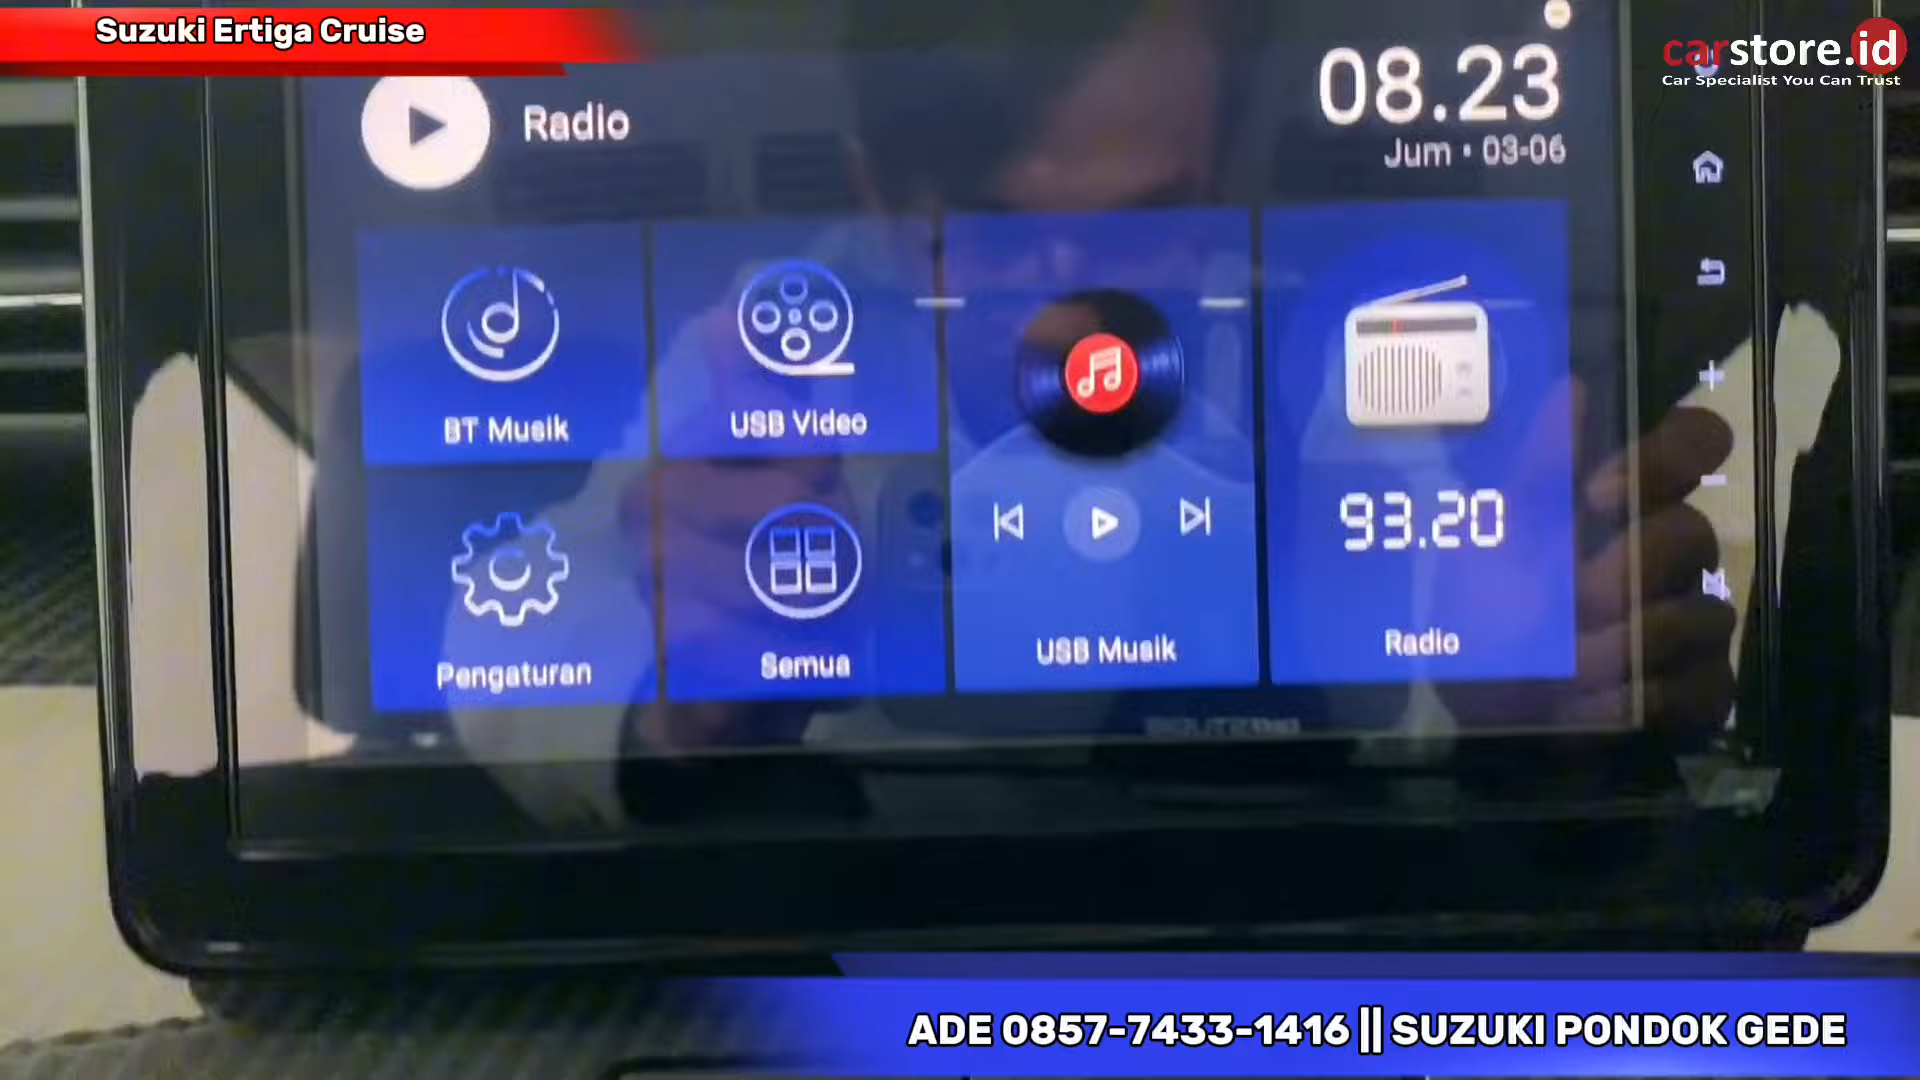 Suzuki Ertiga Cruise
carstore.id
Car Specialist You Can Trust
Radio
08.23
Jum • 03-06
BT Musik
USB Video
Pengaturan
Semua
USB Musik
93.20
Radio
ADE 0857-7433-1416 || SUZUKI PONDOK GEDE